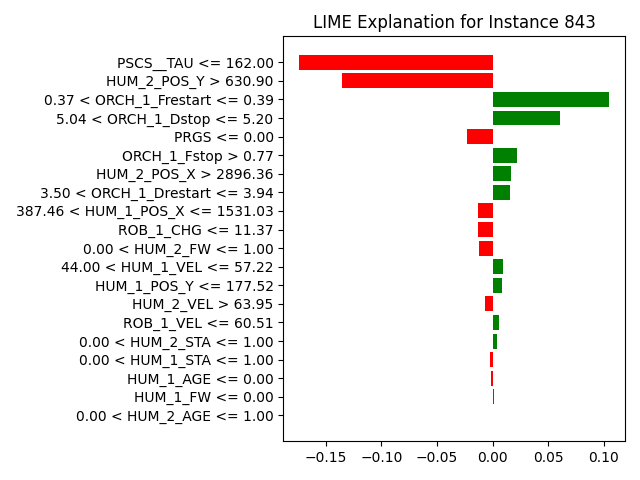 LIME Explanation for Instance 843
PSCS__TAU <= 162.00
HUM_2_POS_Y > 630.90
0.37 < ORCH_1_Frestart <= 0.39
5.04 < ORCH_1_Dstop <= 5.20
PRGS <= 0.00
ORCH_1_Fstop > 0.77
HUM_2_POS_X > 2896.36
3.50 < ORCH_1_Drestart <= 3.94
387.46 < HUM_1_POS_X <= 1531.03
ROB_1_CHG <= 11.37
0.00 < HUM_2_FW <= 1.00
44.00 < HUM_1_VEL <= 57.22
HUM_1_POS_Y <= 177.52
HUM_2_VEL > 63.95
ROB_1_VEL <= 60.51
0.00 < HUM_2_STA <= 1.00
0.00 < HUM_1_STA <= 1.00
HUM_1_AGE <= 0.00
HUM_1_FW <= 0.00
0.00 < HUM_2_AGE <= 1.00
−0.15 −0.10 −0.05 0.00 0.05 0.10